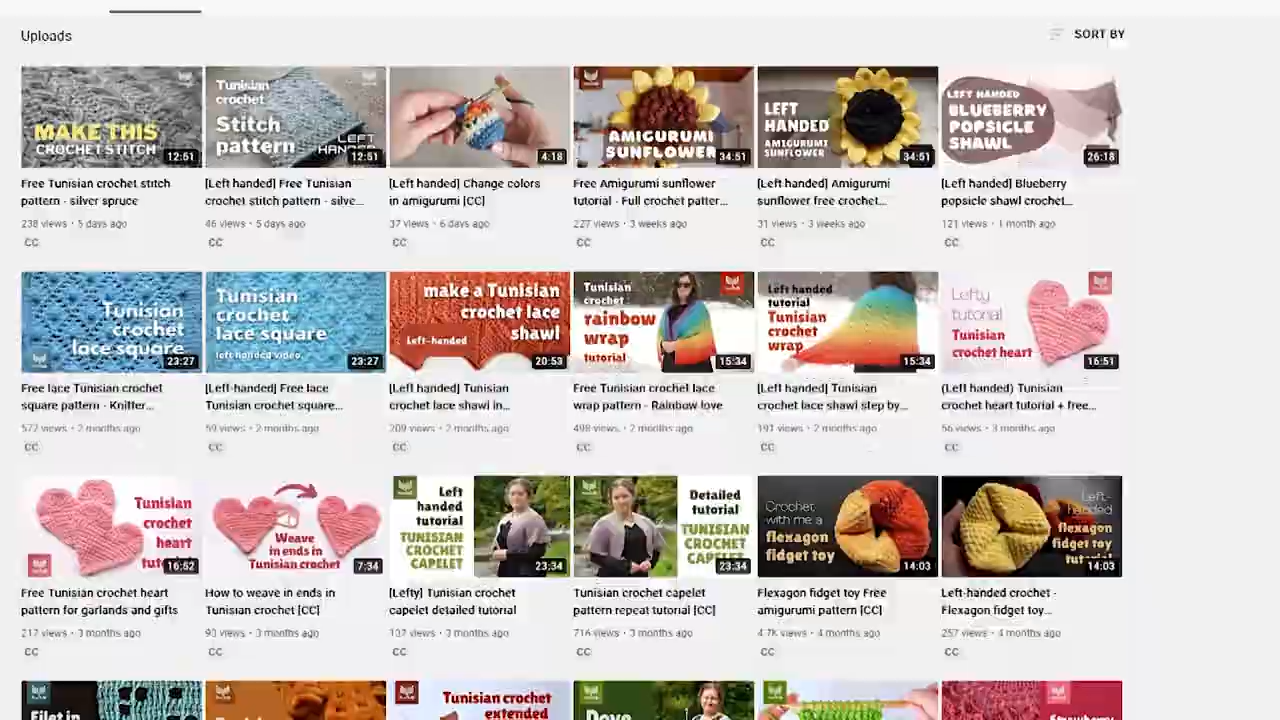 Uploads
SORT BY
MAKE THIS
CROCHET STITCH
12:51
Tunisian
crochet
Stitch
pattern
LEFT
12:51
4:18
AMIGURUMI
SUNFLOWER
34:51
LEFT
HANDED
AMIGURUMI
SUNFLOWER
34:51
LEFT HANDED
BLUEBERRY
POPSICLE
SHAWL
26:18
Free Tunisian crochet stitch
pattern - silver spruce
238 views • 5 days ago
CC
[Left handed] Free Tunisian
crochet stitch pattern - silve...
46 views • 5 days ago
CC
[Left handed] Change colors
in amigurumi [CC]
37 views • 6 days ago
CC
Free Amigurumi sunflower
tutorial - Full crochet patter...
227 views • 3 weeks ago
CC
[Left handed] Amigurumi
sunflower free crochet...
31 views • 3 weeks ago
CC
[Left handed] Blueberry
popsicle shawl crochet...
121 views • 1 month ago
CC
Tunisian
crochet
lace square
23:27
Tunisian
crochet
lace square
left handed video
23:27
make a Tunisian
crochet lace
shawl
Left-handed
20:53
Tunisian
crochet
rainbow
wrap
tutorial
15:34
Left handed
tutorial
Tunisian
crochet
wrap
15:34
Lefty
tutorial
Tunisian
crochet heart
16:51
Free lace Tunisian crochet
square pattern - Knitter...
572 views • 2 months ago
CC
[Left-handed] Free lace
Tunisian crochet square...
59 views • 2 months ago
CC
[Left handed] Tunisian
crochet lace shawl in...
209 views • 2 months ago
CC
Free Tunisian crochet lace
wrap pattern - Rainbow love
498 views • 2 months ago
CC
[Left handed] Tunisian
crochet lace shawl step by...
191 views • 2 months ago
CC
(Left handed) Tunisian
crochet heart tutorial + free...
56 views • 3 months ago
CC
Tunisian
crochet
heart
16:52
Weave
in ends in
Tunisian crochet
7:34
Left
handed
tutorial
TUNISIAN
CROCHET
CAPELET
23:34
Detailed
tutorial
TUNISIAN
CROCHET
CAPELET
23:34
Crochet
with me a
flexagon
fidget toy
14:03
Left-
handed
flexagon
fidget toy
14:03
Free Tunisian crochet heart
pattern for garlands and gifts
217 views • 3 months ago
CC
How to weave in ends in
Tunisian crochet [CC]
93 views • 3 months ago
CC
[Lefty] Tunisian crochet
capelet detailed tutorial
137 views • 3 months ago
CC
Tunisian crochet capelet
pattern repeat tutorial [CC]
716 views • 3 months ago
CC
Flexagon fidget toy Free
amigurumi pattern [CC]
4.7K views • 4 months ago
CC
Left-handed crochet -
Flexagon fidget toy...
257 views • 4 months ago
CC
Filet in
Tunisian crochet
extended